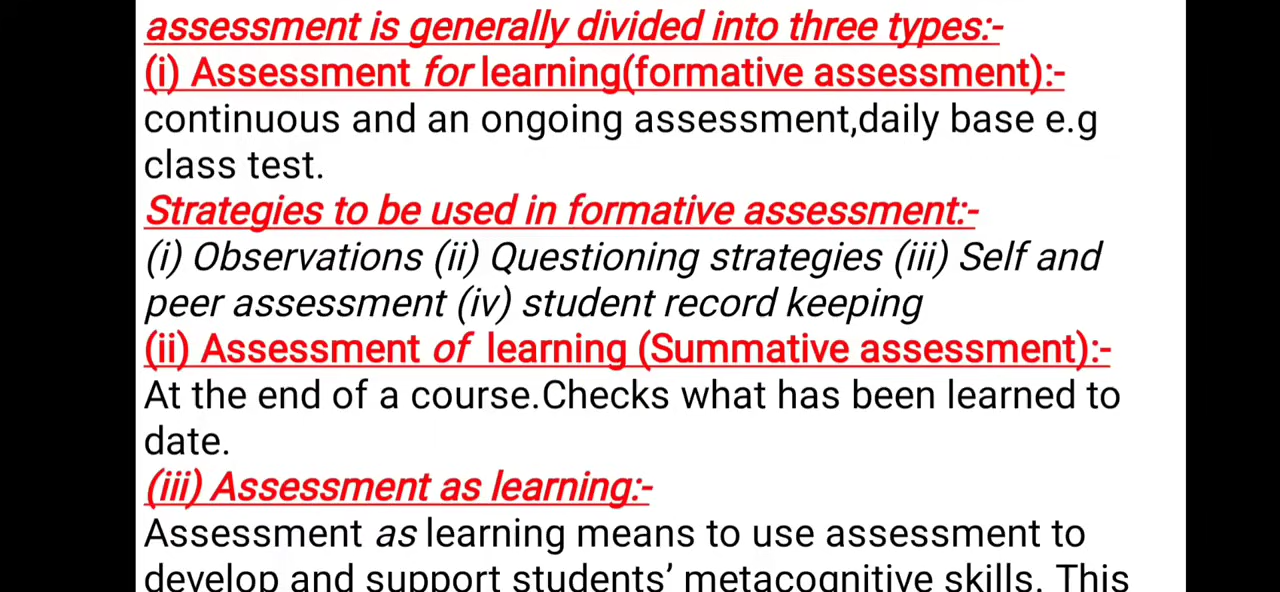 assessment is generally divided into three types:-
(i) Assessment for learning(formative assessment):-
continuous and an ongoing assessment,daily base e.g
class test.
Strategies to be used in formative assessment:-
(i) Observations (ii) Questioning strategies (iii) Self and
peer assessment (iv) student record keeping
(ii) Assessment of learning (Summative assessment):-
At the end of a course.Checks what has been learned to
date.
(iii) Assessment as learning:-
Assessment as learning means to use assessment to
develop and support students’ metacognitive skills. This